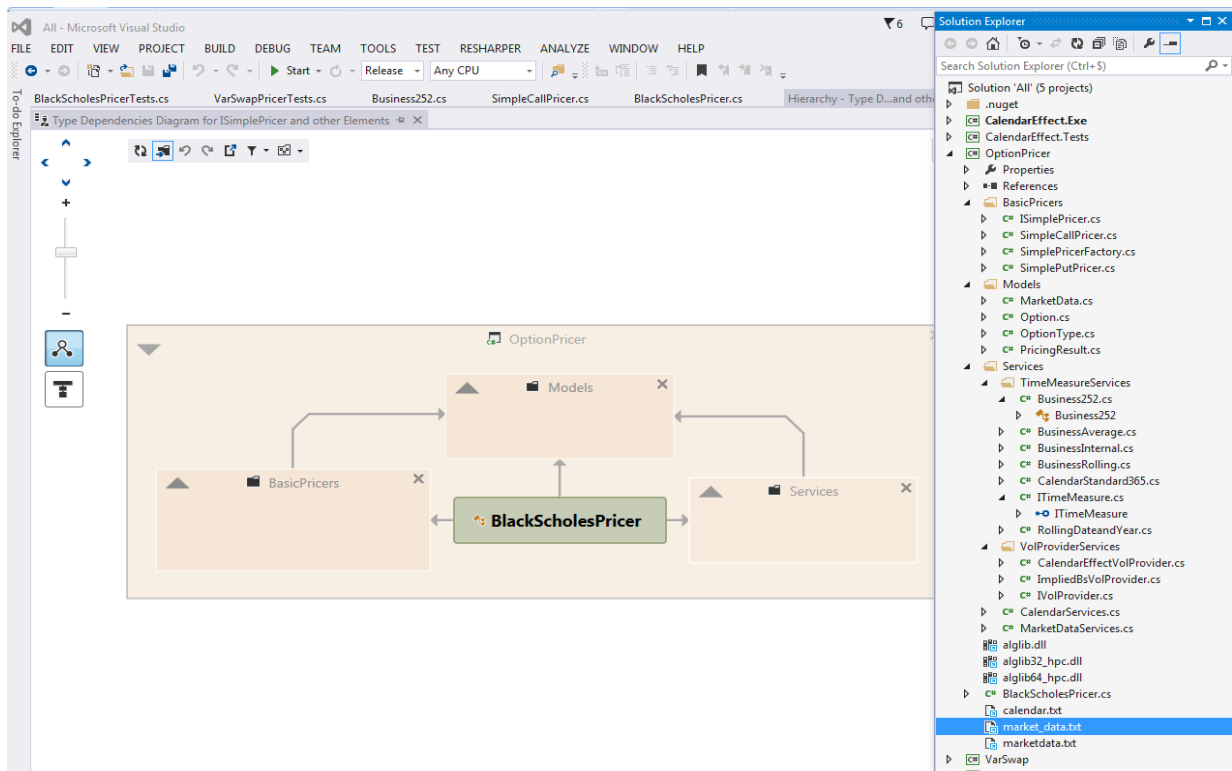 All - Microsoft Visual Studio
6
FILE EDIT VIEW PROJECT BUILD DEBUG TEAM TOOLS TEST RESHARPER ANALYZE WINDOW HELP
Start Release Any CPU
To-do Explorer
BlackScholesPricerTests.cs VarSwapPricerTests.cs Business252.cs SimpleCallPricer.cs BlackScholesPricer.cs Hierarchy - Type D...and oth
Type Dependencies Diagram for ISimplePricer and other Elements
OptionPricer
Models
BasicPricers
Services
BlackScholesPricer
Solution Explorer
Search Solution Explorer (Ctrl+$)
Solution 'All' (5 projects)
.nuget
CalendarEffect.Exe
CalendarEffect.Tests
OptionPricer
Properties
References
BasicPricers
ISimplePricer.cs
SimpleCallPricer.cs
SimplePricerFactory.cs
SimplePutPricer.cs
Models
MarketData.cs
Option.cs
OptionType.cs
PricingResult.cs
Services
TimeMeasureServices
Business252.cs
Business252
BusinessAverage.cs
BusinessInternal.cs
BusinessRolling.cs
CalendarStandard365.cs
ITimeMeasure.cs
ITimeMeasure
RollingDateandYear.cs
VolProviderServices
CalendarEffectVolProvider.cs
ImpliedBsVolProvider.cs
IVolProvider.cs
CalendarServices.cs
MarketDataServices.cs
alglib.dll
alglib32_hpc.dll
alglib64_hpc.dll
BlackScholesPricer.cs
calendar.txt
market_data.txt
marketdata.txt
VarSwap